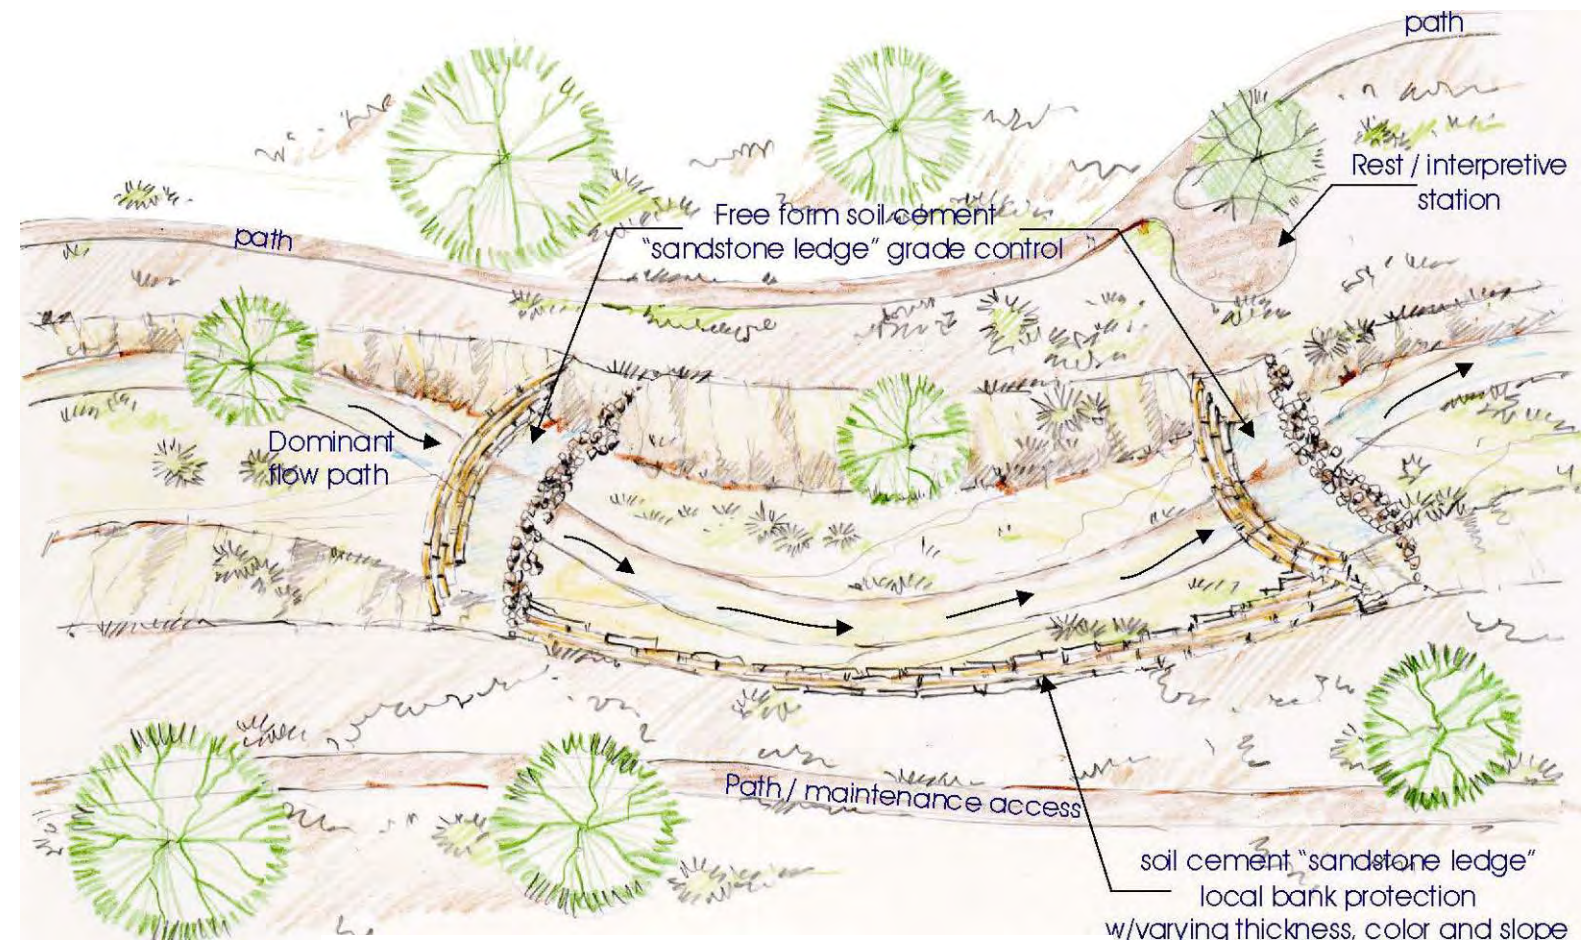 path
Rest / interpretive
station
Free form soil cement
"sandstone ledge" grade control
path
Dominant
flow path
Path / maintenance access
soil cement "sandstone ledge"
local bank protection
w/varying thickness, color and slope